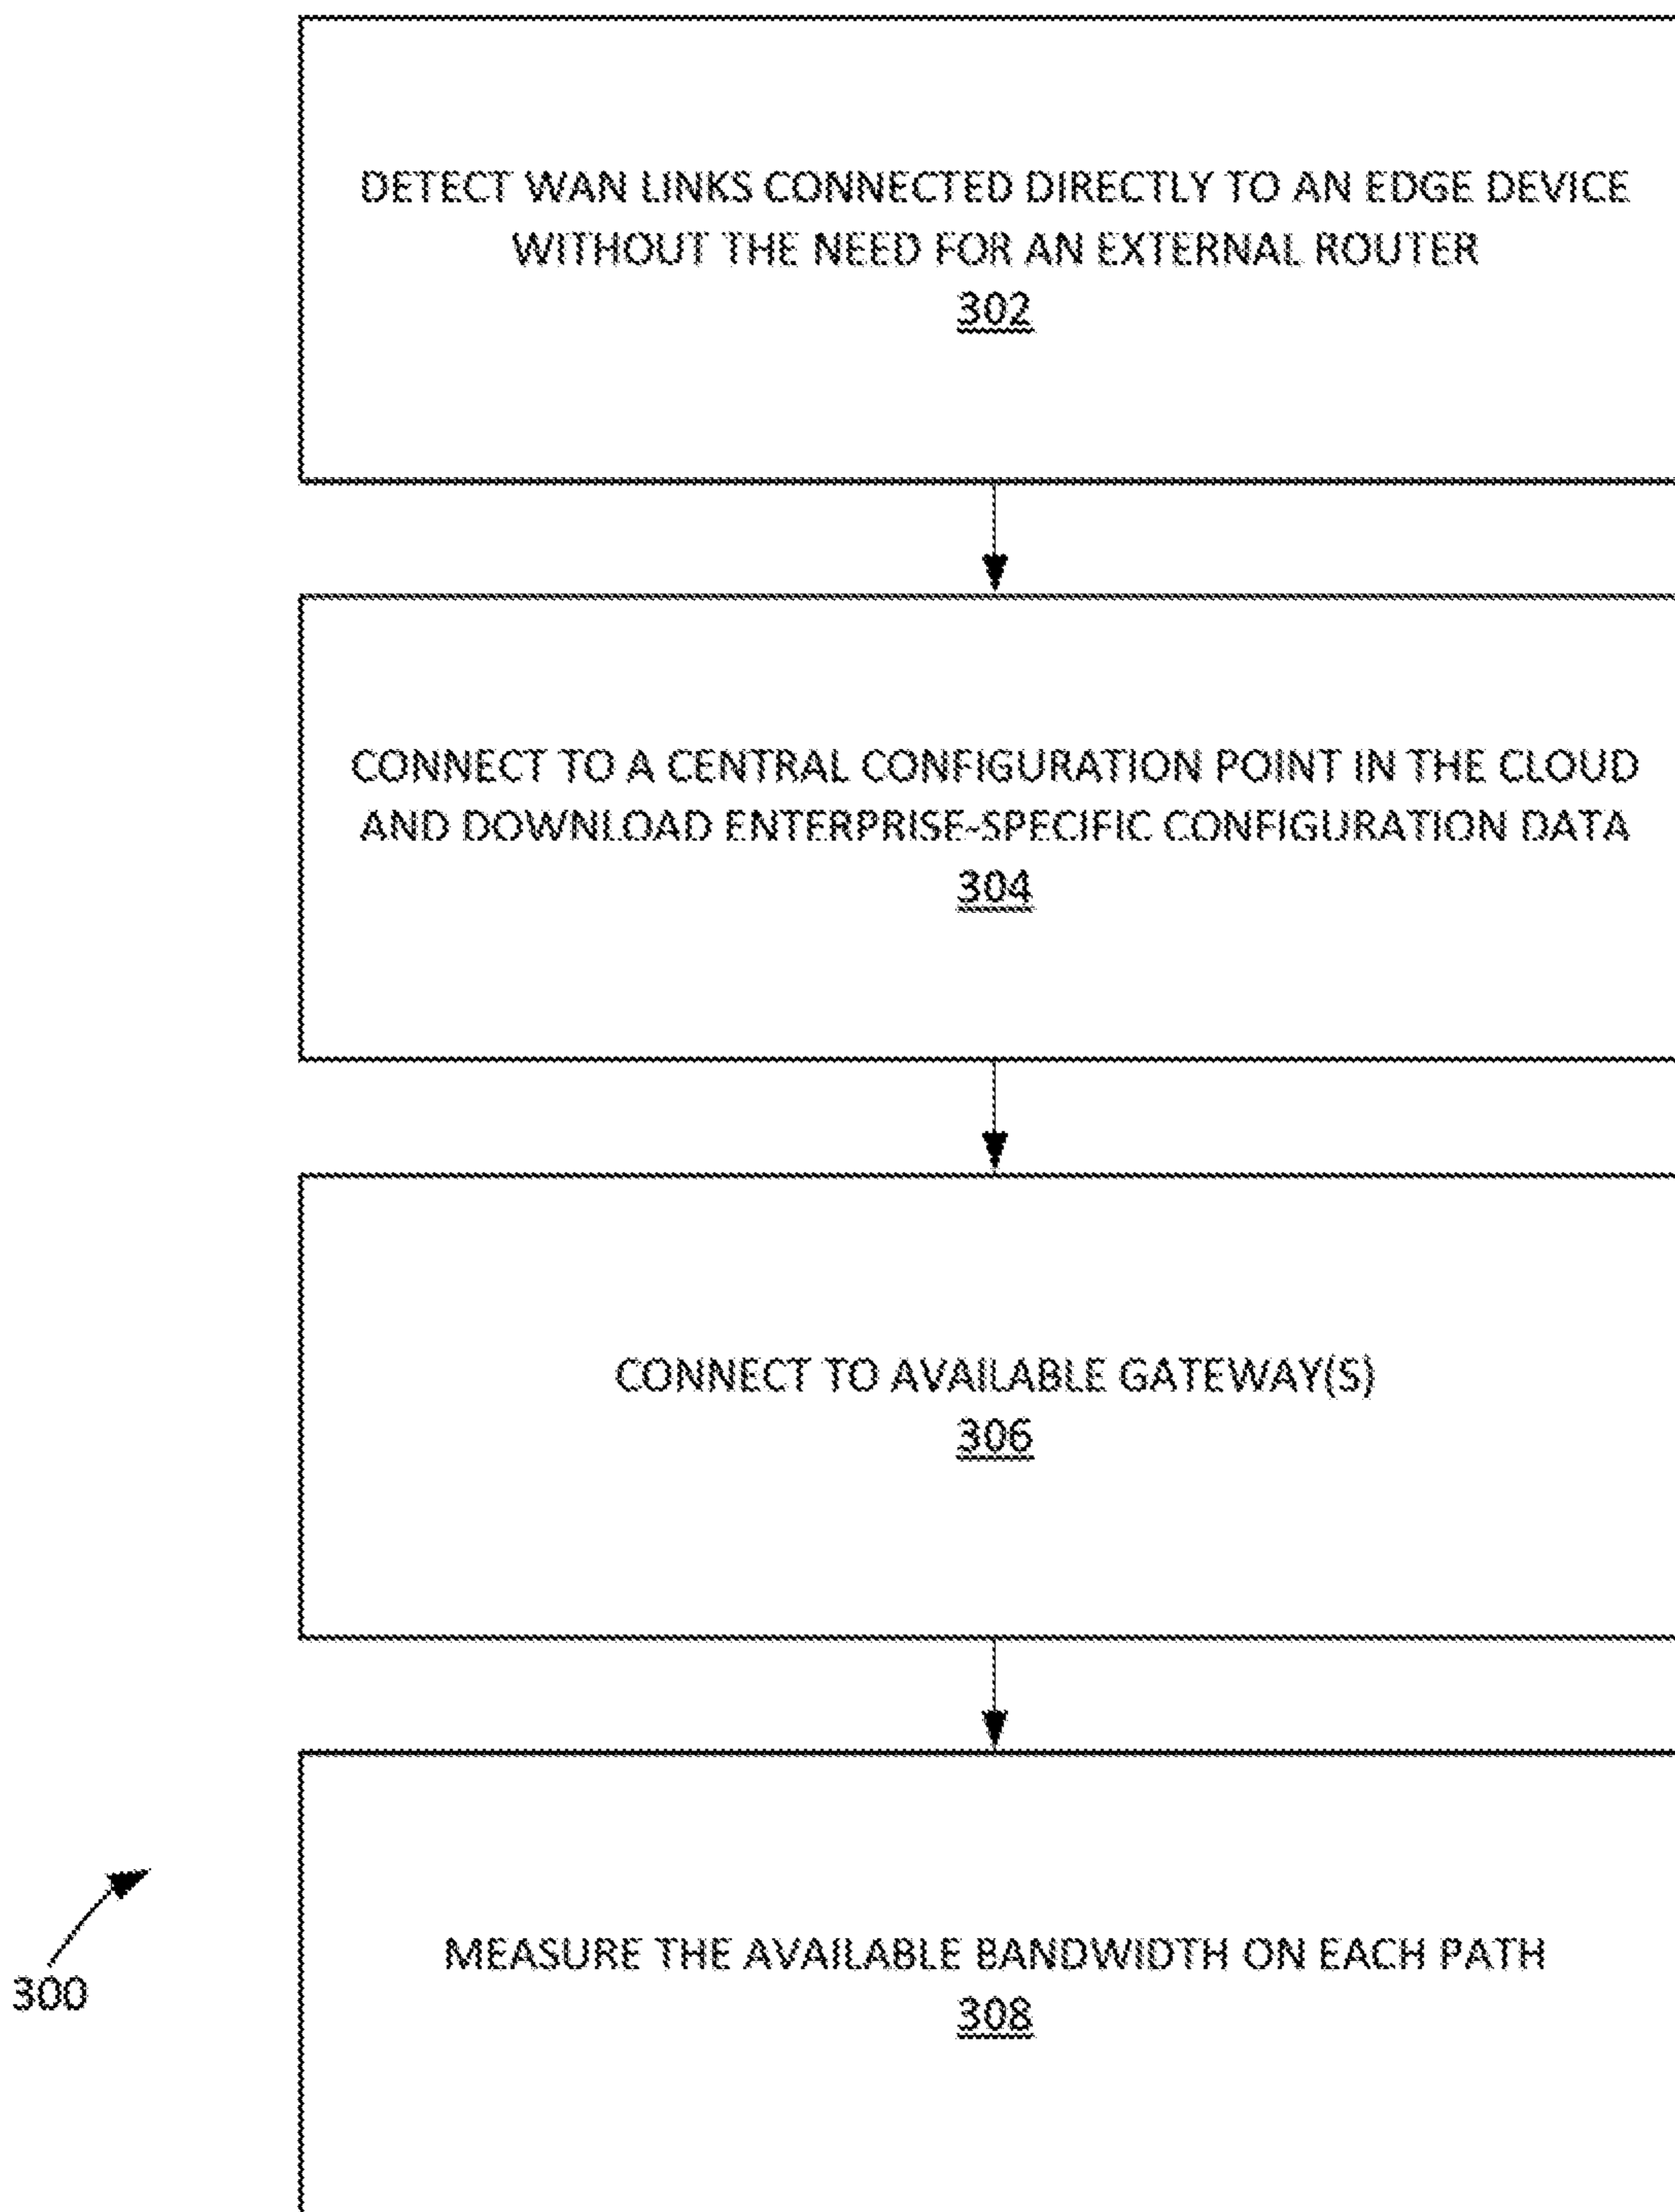 DETECT WAN LINKS CONNECTED DIRECTLY TO AN EDGE DEVICE
WITHOUT THE NEED FOR AN EXTERNAL ROUTER
302
CONNECT TO A CENTRAL CONFIGURATION POINT IN THE CLOUD
AND DOWNLOAD ENTERPRISE-SPECIFIC CONFIGURATION DATA
304
CONNECT TO AVAILABLE GATEWAY(S)
306
MEASURE THE AVAILABLE BANDWIDTH ON EACH PATH
308
300